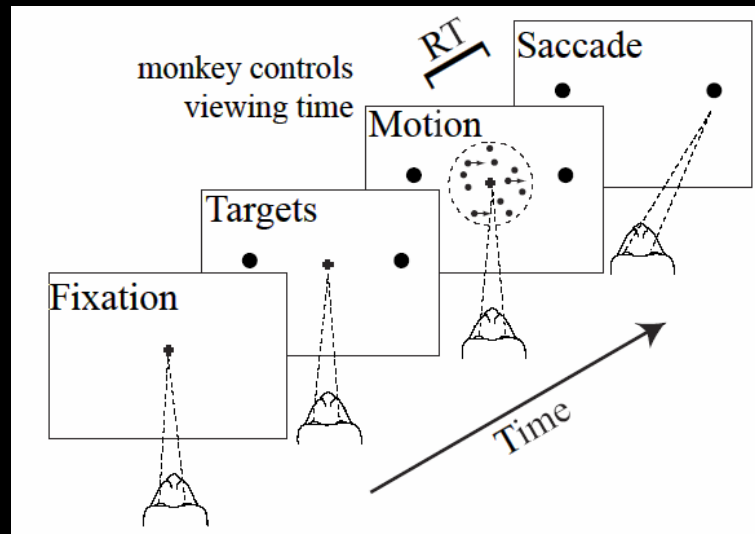 RT
Saccade
monkey controls
viewing time
Motion
Targets
Fixation
Time